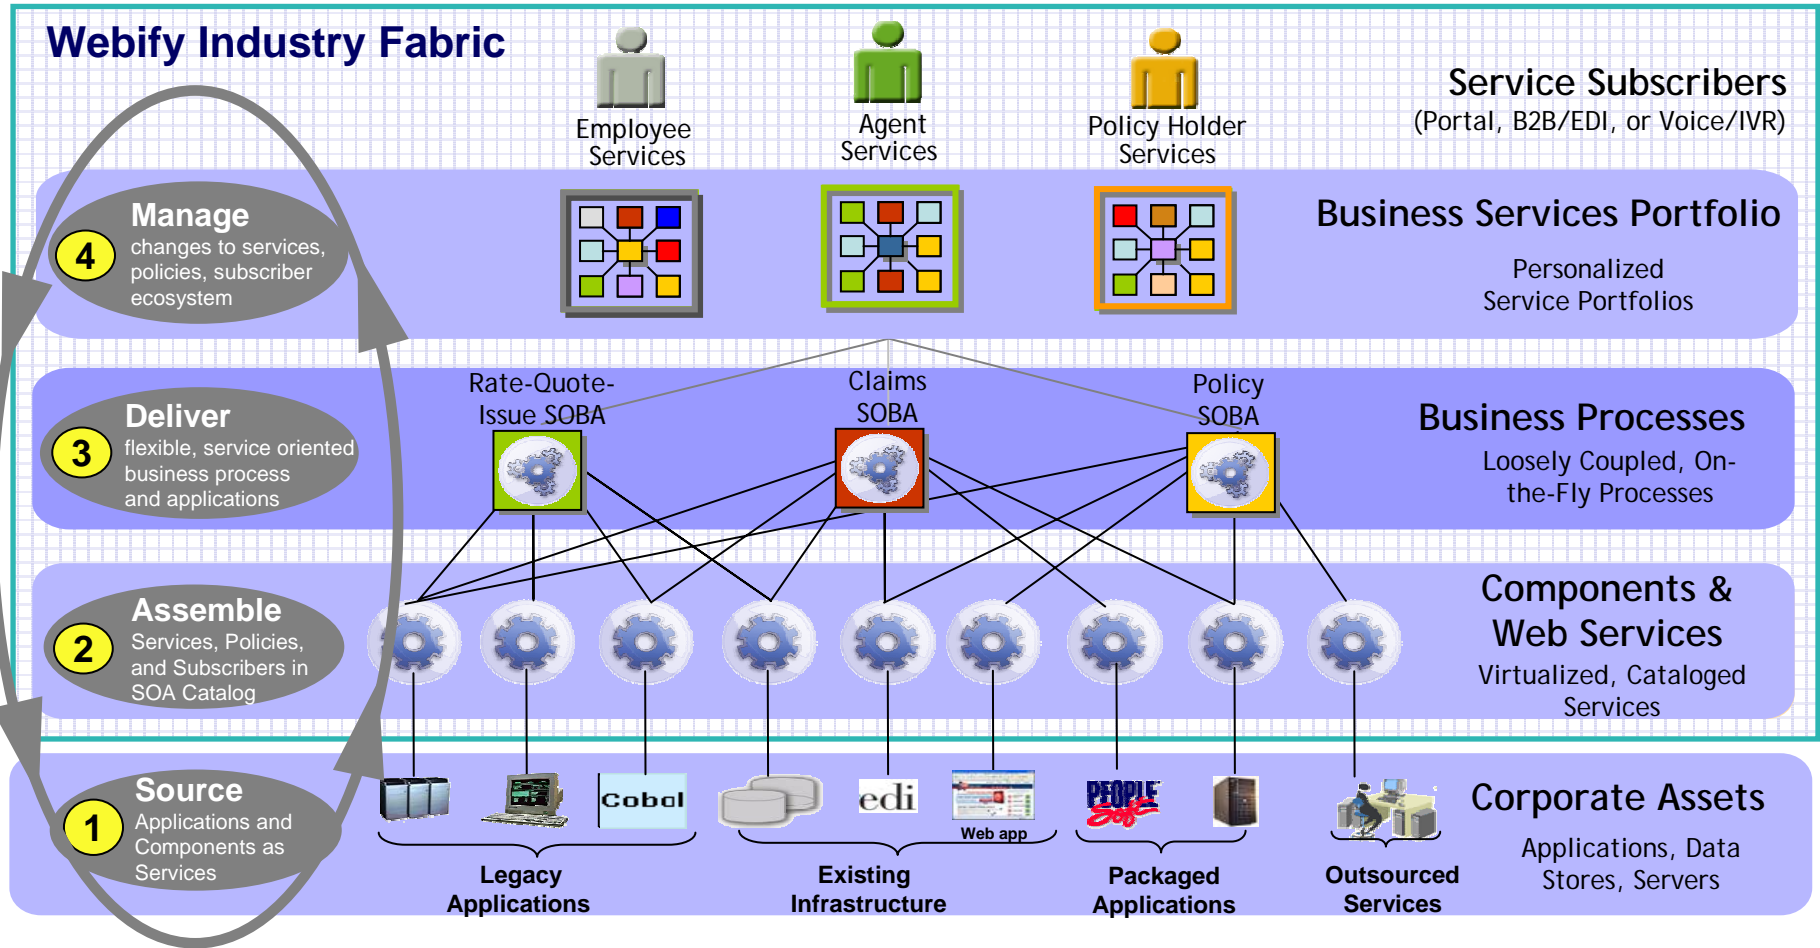 Webify Industry Fabric
Employee
Services
Agent
Services
Policy Holder
Services
Service Subscribers
(Portal, B2B/EDI, or Voice/IVR)
4
Manage
changes to services,
policies, subscriber
ecosystem
Business Services Portfolio
Personalized
Service Portfolios
3
Deliver
flexible, service oriented
business process
and applications
Rate-Quote-
Issue SOBA
Claims
SOBA
Policy
SOBA
Business Processes
Loosely Coupled, On-
the-Fly Processes
2
Assemble
Services, Policies,
and Subscribers in
SOA Catalog
Components &
Web Services
Virtualized, Cataloged
Services
1
Source
Applications and
Components as
Services
Cobol
edi
Web app
PEOPLE
Soft
Legacy
Applications
Existing
Infrastructure
Packaged
Applications
Outsourced
Services
Corporate Assets
Applications, Data
Stores, Servers